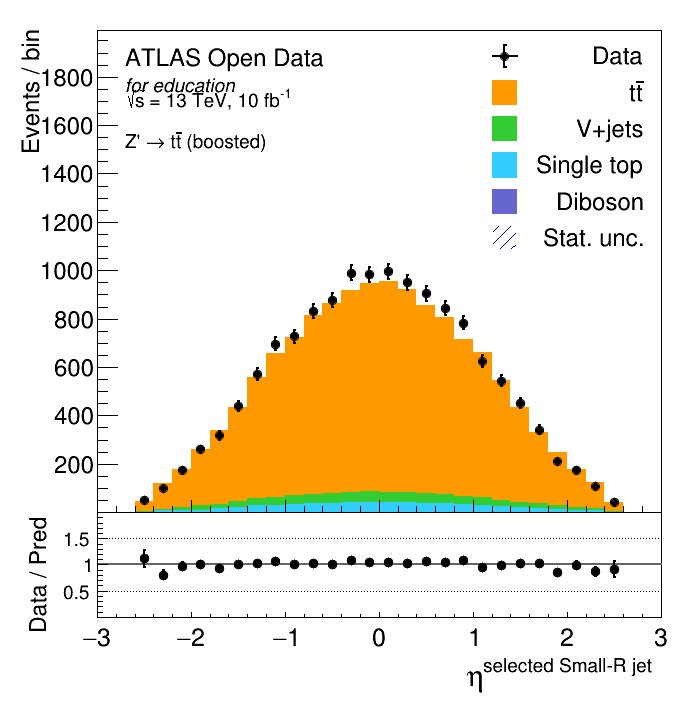 Events / bin
1800
1600
1400
1200
1000
800
600
400
200
ATLAS Open Data
for education
√s = 13 TeV, 10 fb⁻¹
Z' → tt̄ (boosted)
Data
tt̄
V+jets
Single top
Diboson
Stat. unc.
Data / Pred
1.5
1
0.5
−3 −2 −1 0 1 2 3
η^selected Small-R jet